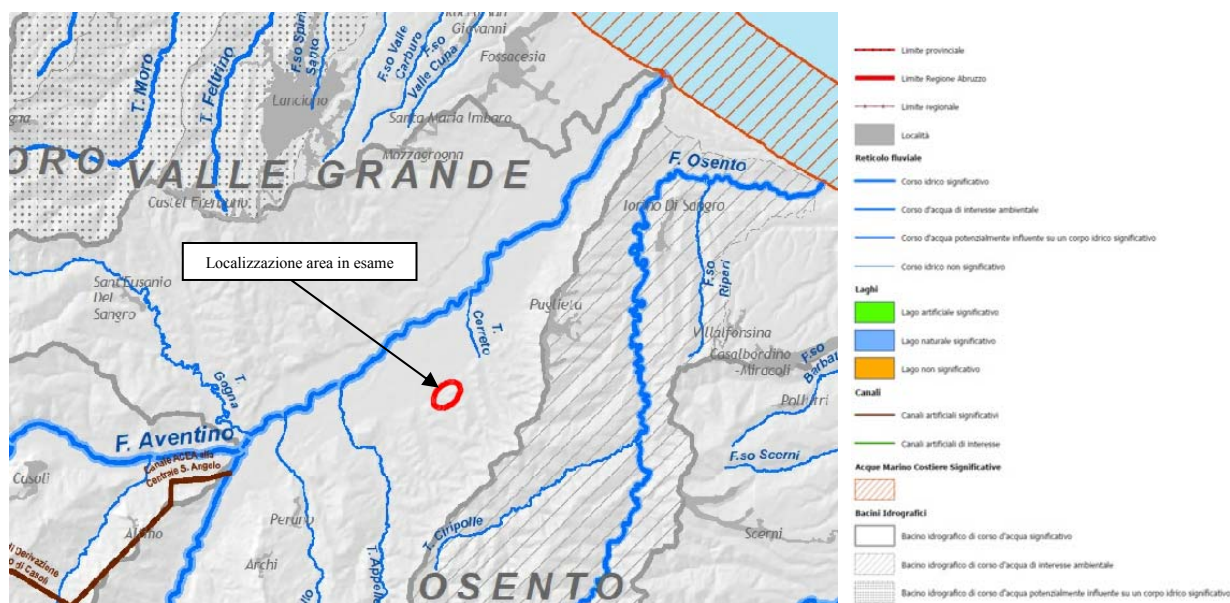 F.so Spirito
Santo
Giovanni
F.so Valle
Carburo
F.so
Valle Cupa
Fossacesia
T. Moro
T. Feltrino
Lanciano
Santa Maria Imbaro
Mozzagrogna
ORO VALLE GRANDE
Castel Frentano
F. Osento
Torino Di Sangro
Localizzazione area in esame
Sant'Eusanio
Del
Sangro
Paglieta
F.so
Riperi
T.
Cerreto
Villalfonsina
Casalbordino
-Miracoli
F.so
Pollutri
T.
Gogna
F. Aventino
Canale ACEA alla
Centrale S. Angelo
Casoli
F.so Scerni
Altino
Perano
T. Ciripolle
Scerni
Archi
T. Appello
di Derivazione
o di Casoli
OSENTO
Limite provinciale
Limite Regione Abruzzo
Limite regionale
Località
Reticolo fluviale
Corso idrico significativo
Corso d'acqua di interesse ambientale
Corso d'acqua potenzialmente influente su un corpo idrico significativo
Corso idrico non significativo
Laghi
Lago artificiale significativo
Lago naturale significativo
Lago non significativo
Canali
Canali artificiali significativi
Canali artificiali di interesse
Acque Marino Costiere Significative
Bacini Idrografici
Bacino idrografico di corso d'acqua significativo
Bacino idrografico di corso d'acqua di interesse ambientale
Bacino idrografico di corso d'acqua potenzialmente influente su un corpo idrico significativo